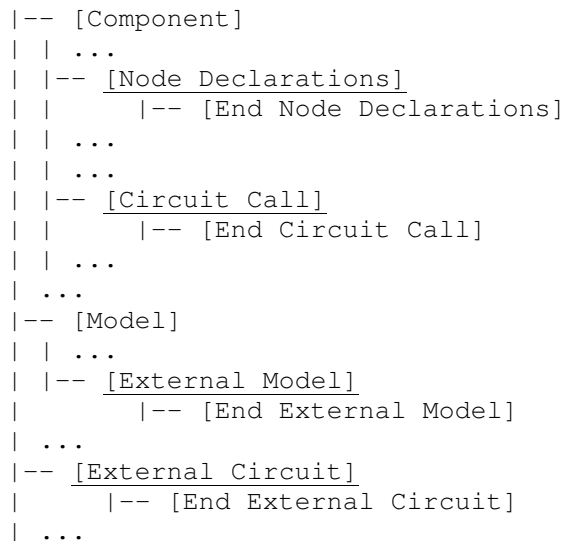 |-- [Component]
| | ...
| |-- [Node Declarations]
| |     |-- [End Node Declarations]
| | ...
| | ...
| |-- [Circuit Call]
| |     |-- [End Circuit Call]
| | ...
| ...
|-- [Model]
| | ...
| |-- [External Model]
|       |-- [End External Model]
| ...
|-- [External Circuit]
|     |-- [End External Circuit]
| ...